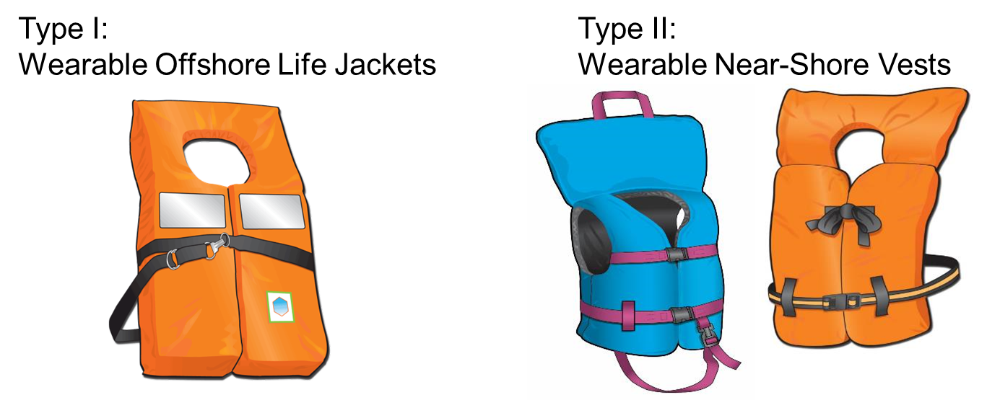 Type I:
Wearable Offshore Life Jackets
Type II:
Wearable Near-Shore Vests